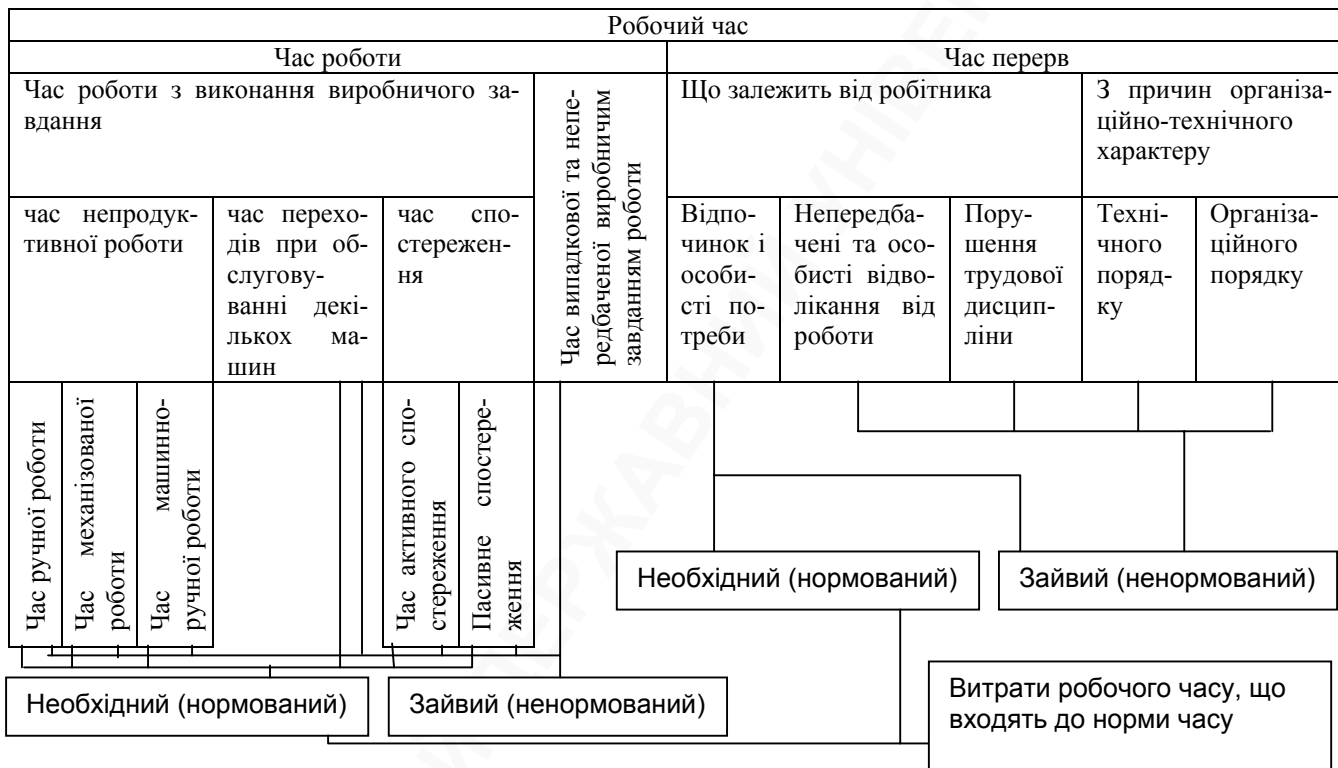 Робочий час
Час роботи
Час перерв
Час роботи з виконання виробничого за-
вдання
Час випадкової та непе-
редбаченої виробничим
завданням роботи
Що залежить від робітника
З причин організа-
ційно-технічного
характеру
час непродук-
тивної роботи
час перехо-
дів при об-
слугову-
ванні декі-
лькох ма-
шин
час спо-
стережен-
ня
Відпо-
чинок і
особи-
сті по-
треби
Непередба-
чені та осо-
бисті відво-
лікання від
роботи
Пору-
шення
трудової
дисцип-
ліни
Техні-
чного
поряд-
ку
Організа-
ційного
порядку
Час ручної роботи
Час механізованої
роботи
Час машинно-
ручної роботи
Час активного спо-
стереження
Пасивне спостере-
ження
Необхідний (нормований)
Зайвий (ненормований)
Необхідний (нормований)
Зайвий (ненормований)
Витрати робочого часу, що
входять до норми часу